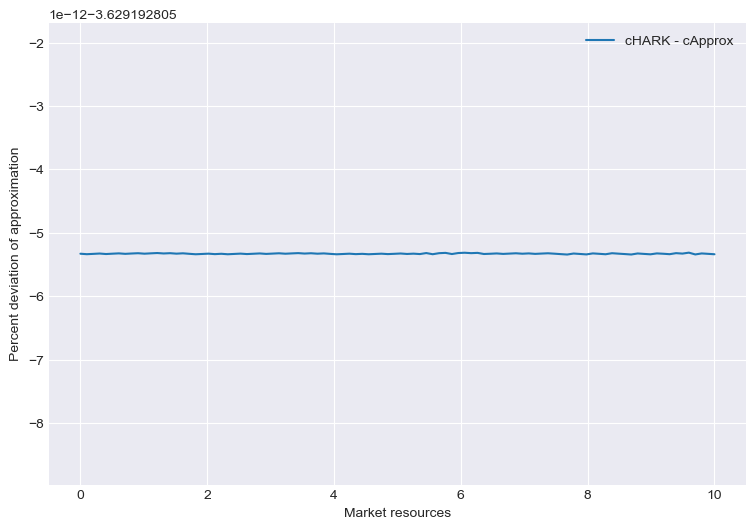 1e−12−3.629192805
cHARK - cApprox
−2
−3
−4
−5
−6
−7
−8
Percent deviation of approximation
0 2 4 6 8 10
Market resources